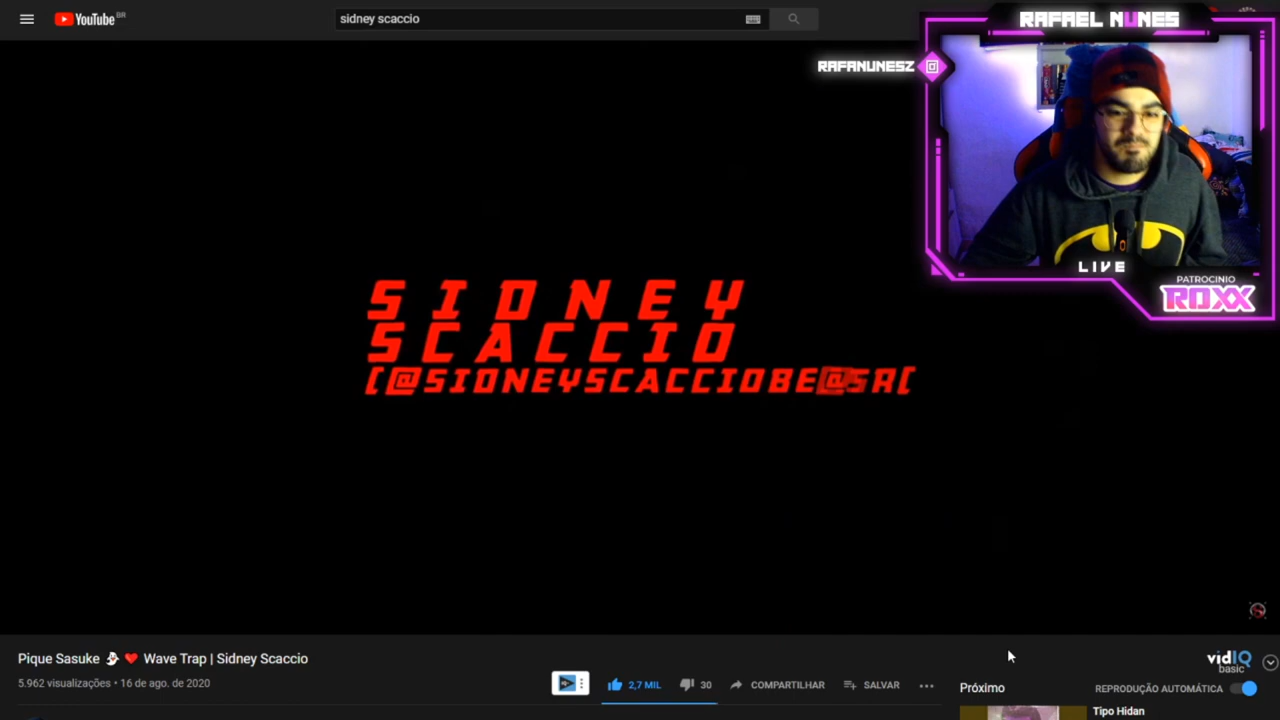 YouTube BR
sidney scaccio
RAFAEL NUNES
RAFANUNESZ
LIVE
PATROCINIO
ROXX
SIDNEY
SCACCIO
[@SIDNEYSCACCIOBE@SR[
Pique Sasuke 👻 ❤️ Wave Trap | Sidney Scaccio
5.962 visualizações • 16 de ago. de 2020
2,7 MIL
30
COMPARTILHAR
SALVAR
vidIQ
basic
Próximo
REPRODUÇÃO AUTOMÁTICA
Tipo Hidan